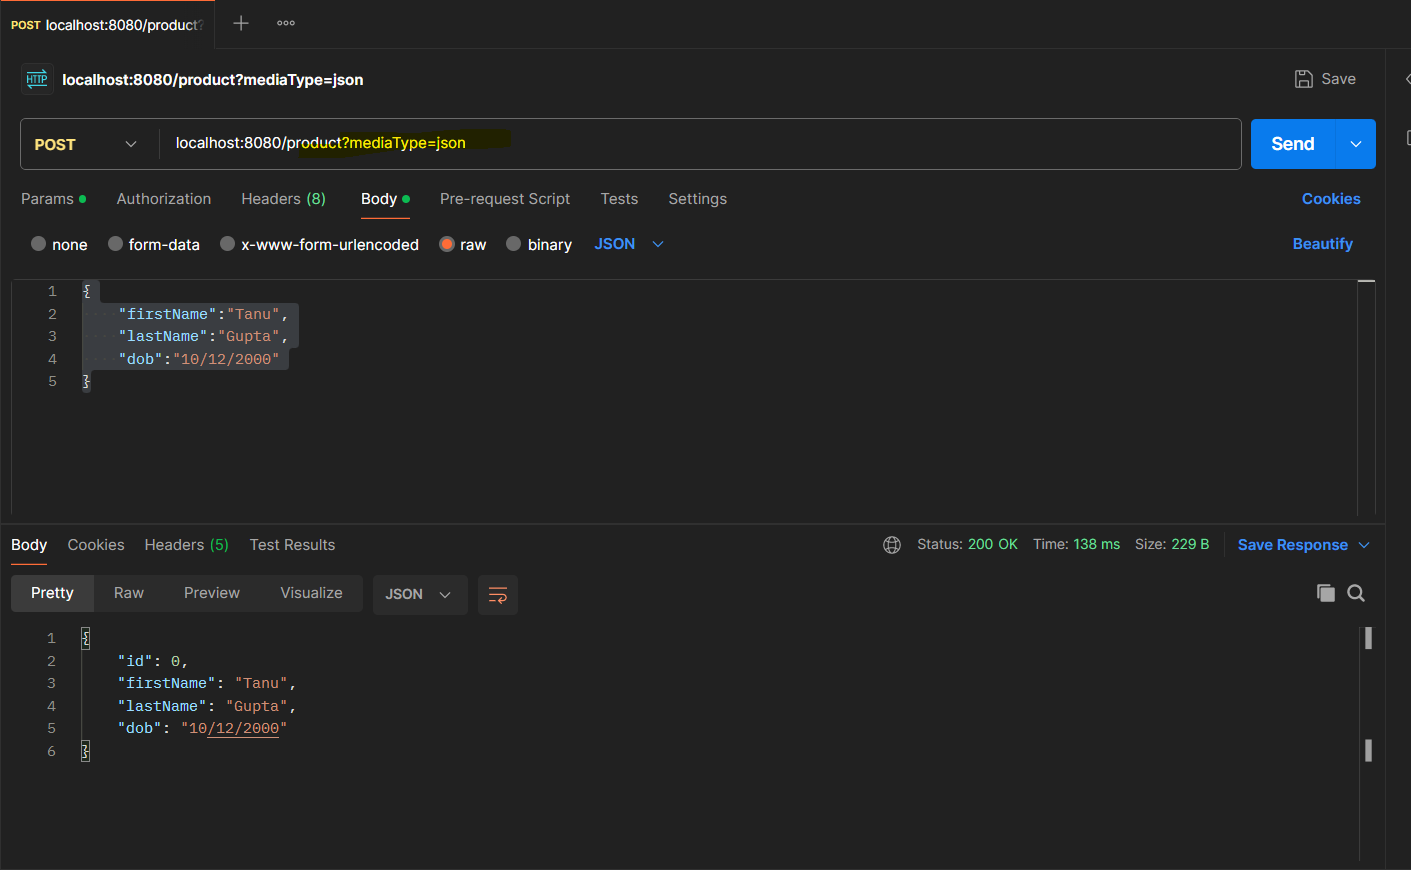 POST localhost:8080/product?
HTTP localhost:8080/product?mediaType=json Save
POST localhost:8080/product?mediaType=json Send
Params Authorization Headers (8) Body Pre-request Script Tests Settings Cookies
none form-data x-www-form-urlencoded raw binary JSON Beautify
1 {
2 "firstName":"Tanu",
3 "lastName":"Gupta",
4 "dob":"10/12/2000"
5 }
Body Cookies Headers (5) Test Results Status: 200 OK Time: 138 ms Size: 229 B Save Response
Pretty Raw Preview Visualize JSON
1 {
2 "id": 0,
3 "firstName": "Tanu",
4 "lastName": "Gupta",
5 "dob": "10/12/2000"
6 }